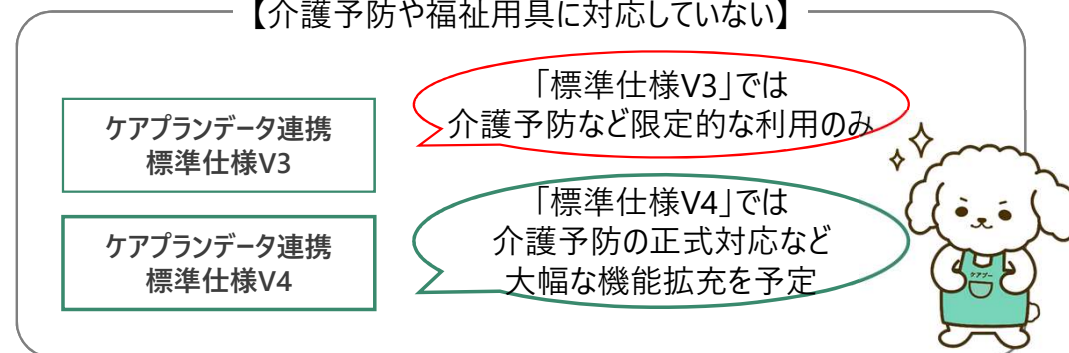 【介護予防や福祉用具に対応していない】
「標準仕様V3」では
介護予防など限定的な利用のみ
ケアプランデータ連携
標準仕様V3
「標準仕様V4」では
介護予防の正式対応など
大幅な機能拡充を予定
ケアプランデータ連携
標準仕様V4
ケアプー